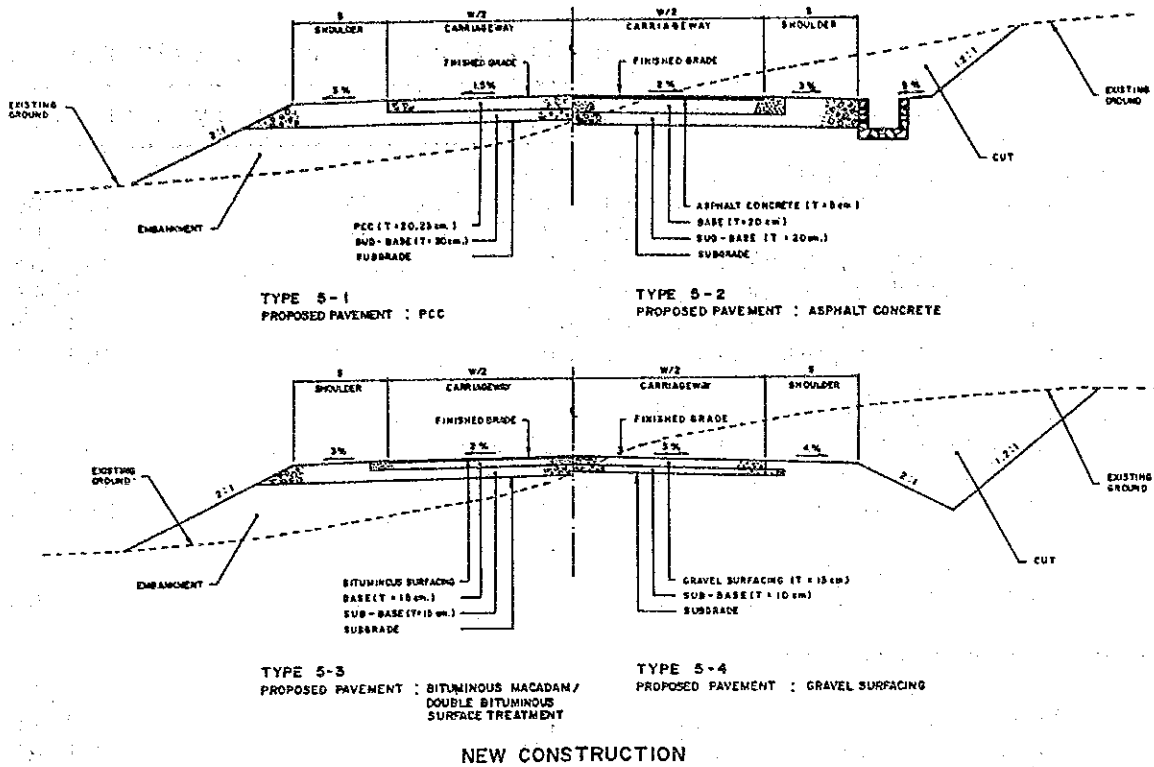 S
SHOULDER
W/2
CARRIAGEWAY
W/2
CARRIAGEWAY
S
SHOULDER
FINISHED GRADE
FINISHED GRADE
3%
1.5%
2%
3%
5%
1.2:1
EXISTING
GROUND
EXISTING
GROUND
2:1
CUT
EMBANKMENT
PCC (T=20,23cm.)
SUB-BASE (T=30cm.)
SUBGRADE
ASPHALT CONCRETE (T=5cm.)
BASE (T=20cm)
SUB-BASE (T=20cm.)
SUBGRADE
TYPE 5-1
PROPOSED PAVEMENT : PCC
TYPE 5-2
PROPOSED PAVEMENT : ASPHALT CONCRETE
S
SHOULDER
W/2
CARRIAGEWAY
W/2
CARRIAGEWAY
S
SHOULDER
FINISHED GRADE
FINISHED GRADE
3%
2%
5%
4%
EXISTING
GROUND
2:1
2:1
1.2:1
EXISTING
GROUND
CUT
EMBANKMENT
BITUMINOUS SURFACING
BASE (T=15cm.)
SUB-BASE (T=15cm.)
SUBGRADE
GRAVEL SURFACING (T=15cm)
SUB-BASE (T=10cm)
SUBGRADE
TYPE 5-3
PROPOSED PAVEMENT : BITUMINOUS MACADAM/
DOUBLE BITUMINOUS
SURFACE TREATMENT
TYPE 5-4
PROPOSED PAVEMENT : GRAVEL SURFACING
NEW CONSTRUCTION